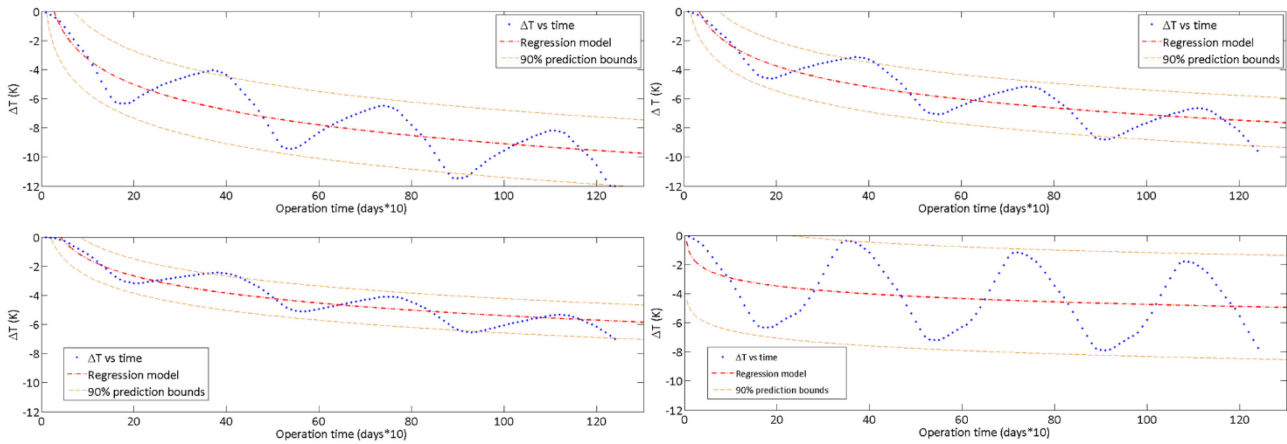 0
-2
-4
-6
-8
-10
-12
ΔT (K)
0 20 40 60 80 100 120
Operation time (days*10)
ΔT vs time
Regression model
90% prediction bounds
0
-2
-4
-6
-8
-10
-12
ΔT (K)
0 20 40 60 80 100 120
Operation time (days*10)
ΔT vs time
Regression model
90% prediction bounds
0
-2
-4
-6
-8
-10
-12
ΔT (K)
0 20 40 60 80 100 120
Operation time (days*10)
ΔT vs time
Regression model
90% prediction bounds
0
-2
-4
-6
-8
-10
-12
ΔT (K)
0 20 40 60 80 100 120
Operation time (days*10)
ΔT vs time
Regression model
90% prediction bounds